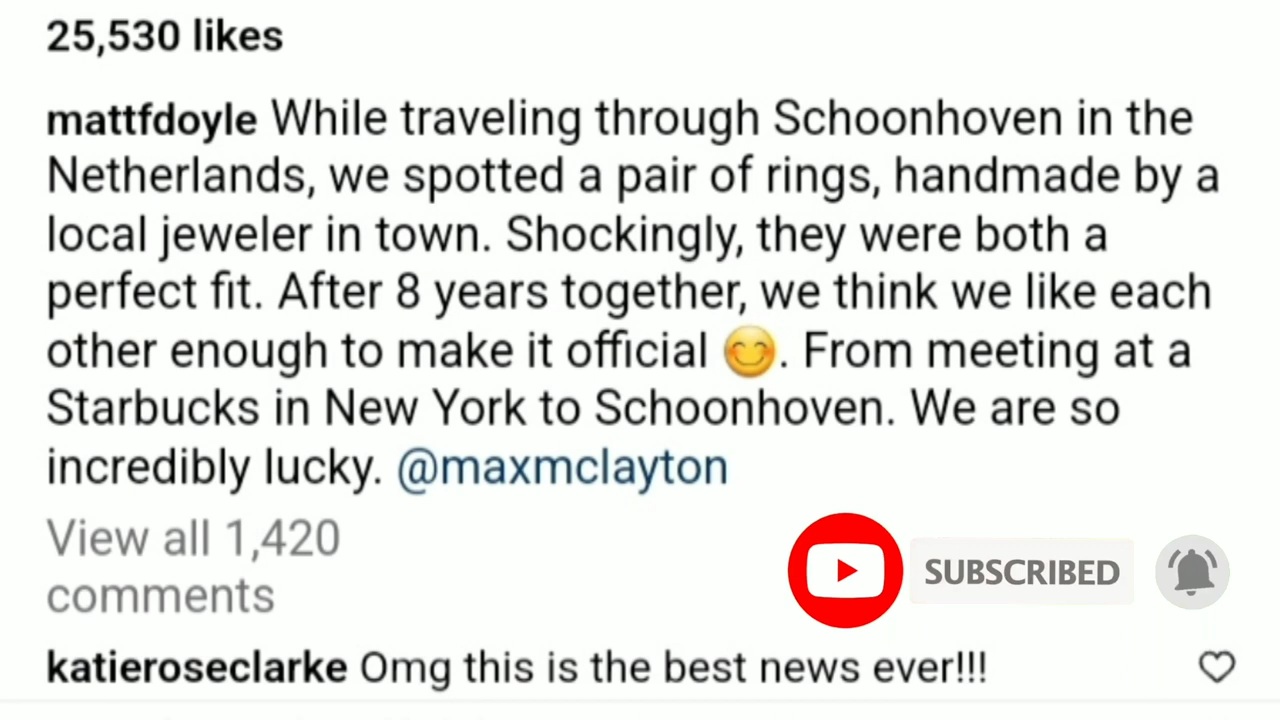 25,530 likes
mattfdoyle While traveling through Schoonhoven in the
Netherlands, we spotted a pair of rings, handmade by a
local jeweler in town. Shockingly, they were both a
perfect fit. After 8 years together, we think we like each
other enough to make it official 😊. From meeting at a
Starbucks in New York to Schoonhoven. We are so
incredibly lucky. @maxmclayton
View all 1,420
comments
SUBSCRIBED
katieroseclarke Omg this is the best news ever!!!